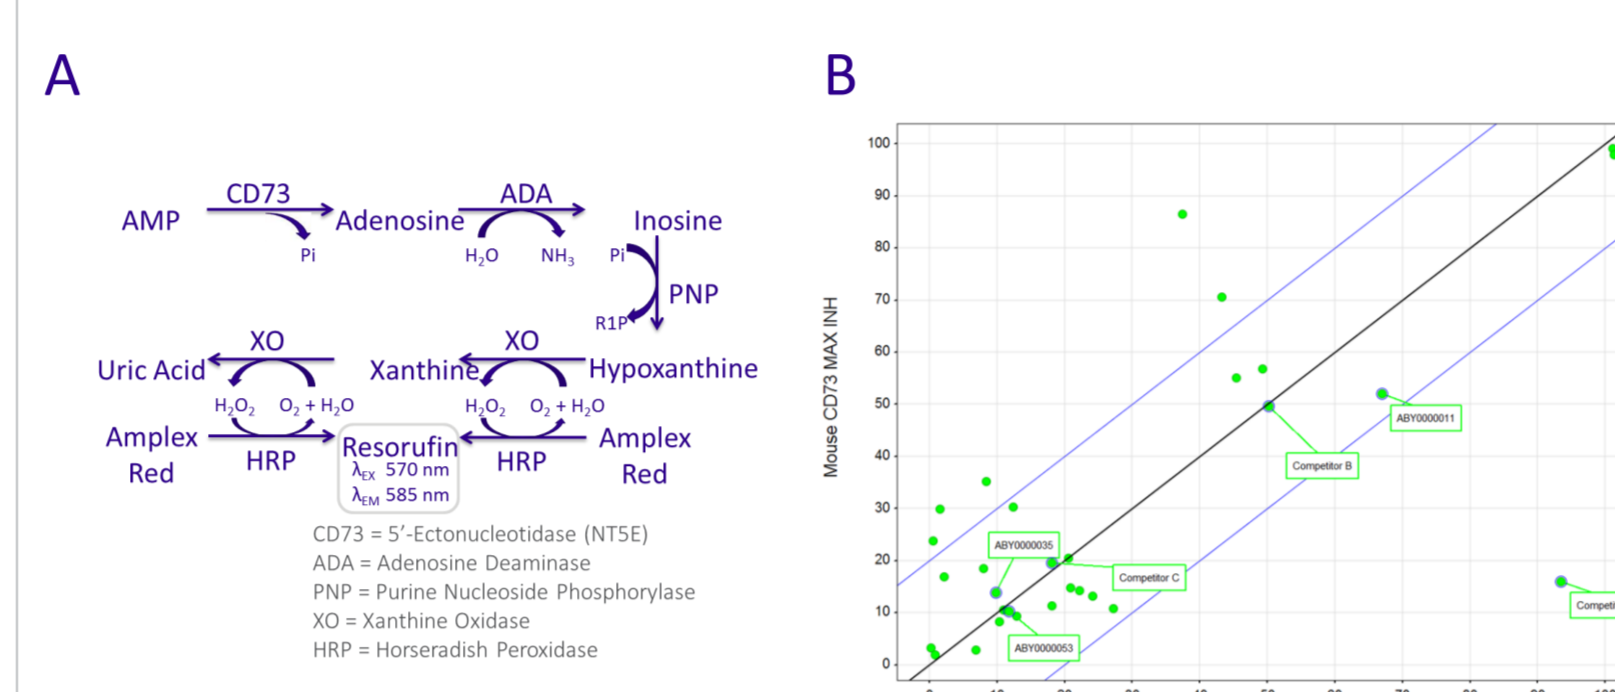 A
B
CD73
ADA
AMP
Adenosine
Inosine
Pi
H₂O
NH₃
Pi
PNP
R1P
XO
XO
Uric Acid
Xanthine
Hypoxanthine
H₂O₂
O₂ + H₂O
H₂O₂
O₂ + H₂O
Amplex
Red
HRP
Resorufin
λEX 570 nm
λEM 585 nm
HRP
Amplex
Red
CD73 = 5′-Ectonucleotidase (NT5E)
ADA = Adenosine Deaminase
PNP = Purine Nucleoside Phosphorylase
XO = Xanthine Oxidase
HRP = Horseradish Peroxidase
Mouse CD73 MAX INH
100
90
80
70
60
50
40
30
20
10
0
ABY0000011
Competitor B
ABY0000035
Competitor C
Competi
ABY0000053